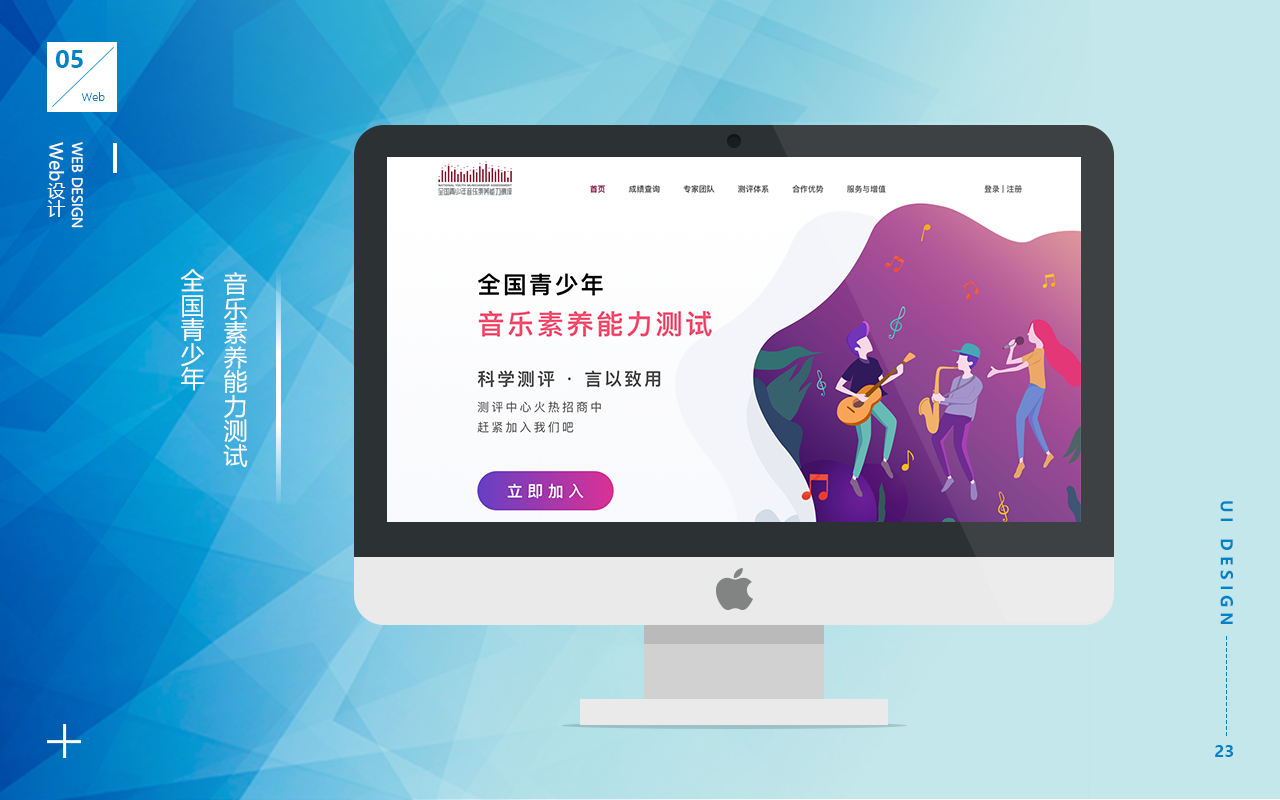 05
Web
WEB DESIGN
Web设计
全国青少年
音乐素养能力测试
NATIONAL YOUTH MUSICIANSHIP ASSESSMENT
全国青少年音乐素养能力测评
首页 成绩查询 专家团队 测评体系 合作优势 服务与增值 登录 | 注册
全国青少年
音乐素养能力测试
科学测评 · 言以致用
测评中心火热招商中
赶紧加入我们吧
立即加入
UI DESIGN
23